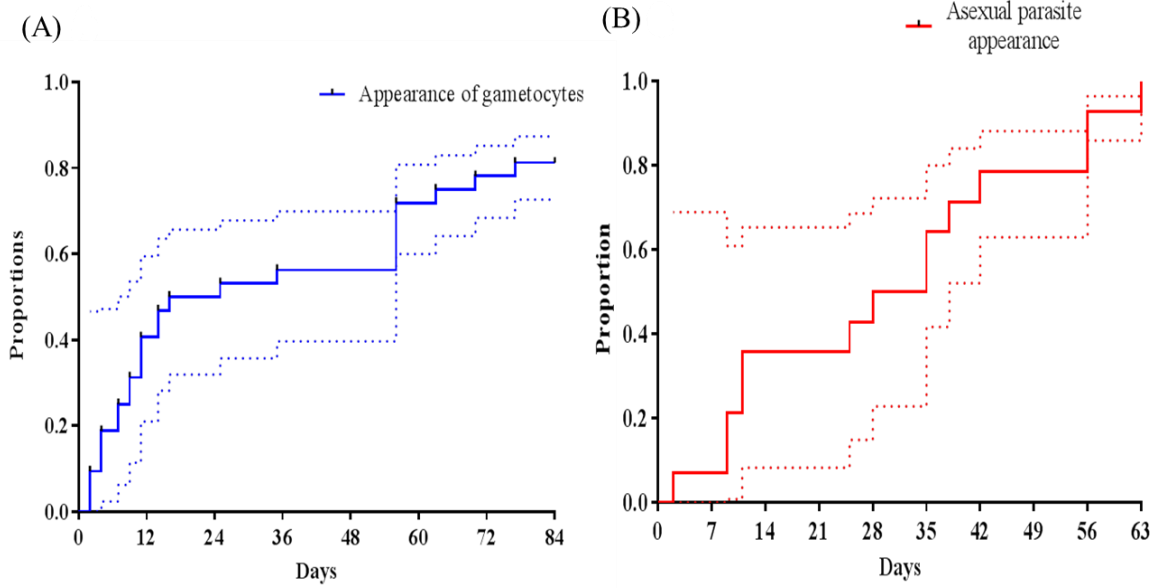 (A)
Appearance of gametocytes
Proportions
1.0
0.8
0.6
0.4
0.2
0.0
0 12 24 36 48 60 72 84
Days
(B)
Asexual parasite
appearance
Proportion
1.0
0.8
0.6
0.4
0.2
0.0
0 7 14 21 28 35 42 49 56 63
Days